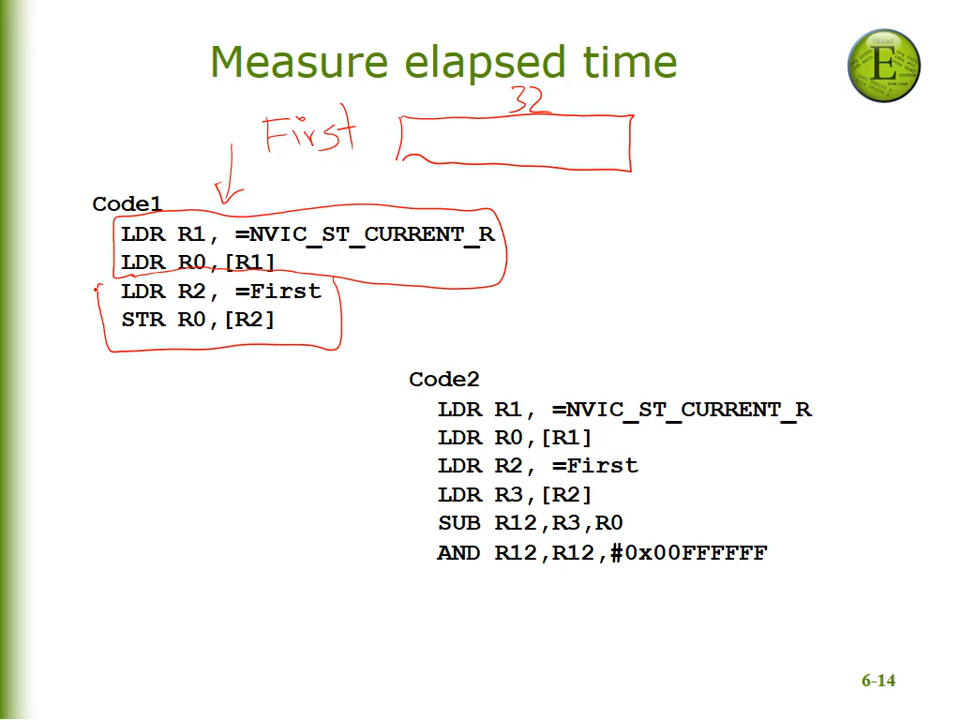 Measure elapsed time
E
32
First
Code1
LDR R1, =NVIC_ST_CURRENT_R
LDR R0,[R1]
LDR R2, =First
STR R0,[R2]
Code2
LDR R1, =NVIC_ST_CURRENT_R
LDR R0,[R1]
LDR R2, =First
LDR R3,[R2]
SUB R12,R3,R0
AND R12,R12,#0x00FFFFFF
6-14